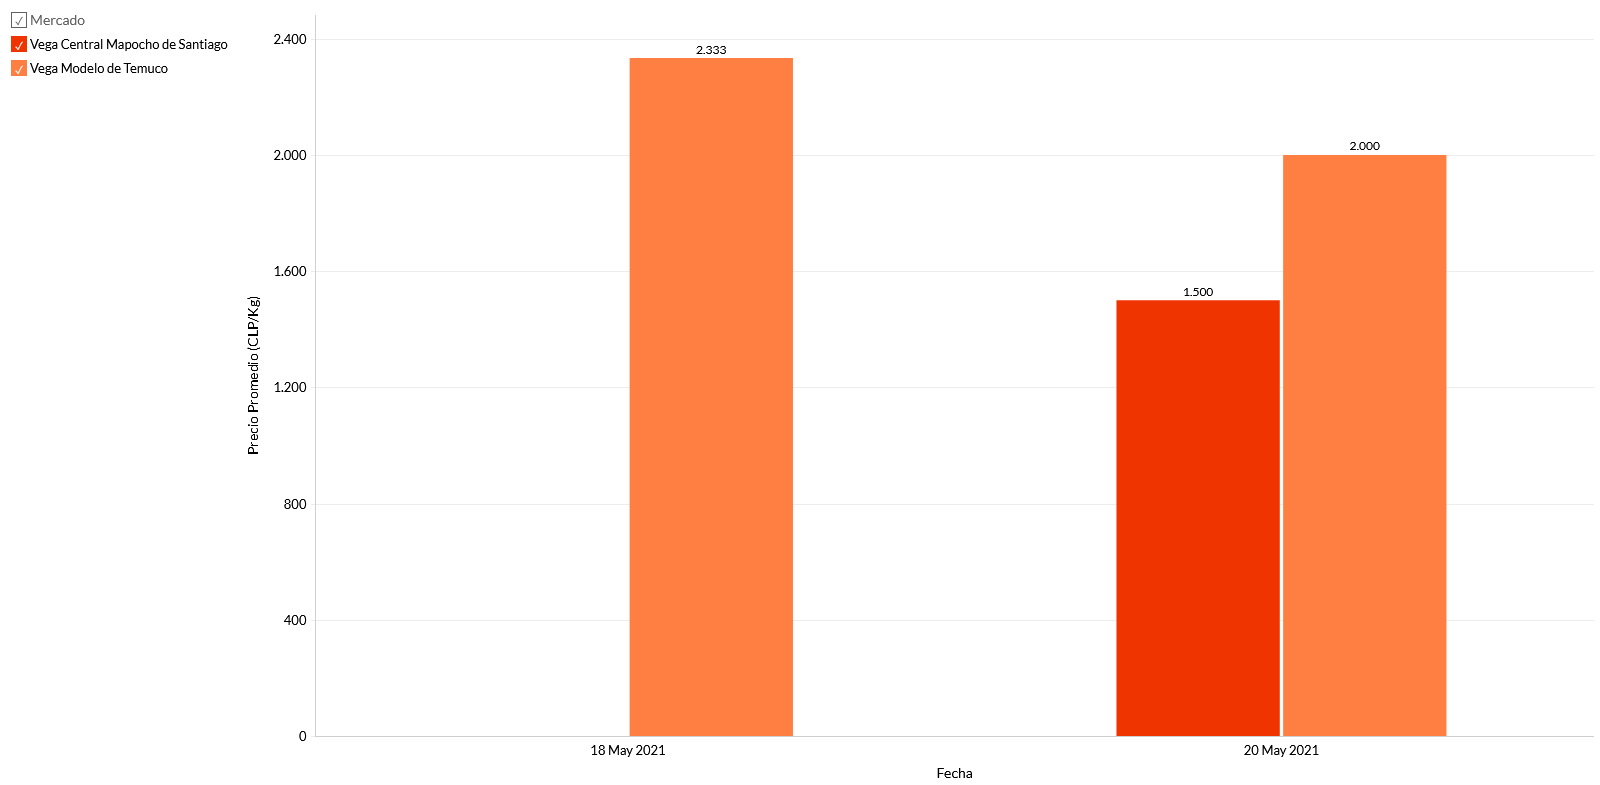 Mercado
Vega Central Mapocho de Santiago
Vega Modelo de Temuco
Precio Promedio (CLP/Kg)
2.400
2.000
1.600
1.200
800
400
0
2.333
1.500
2.000
18 May 2021
20 May 2021
Fecha